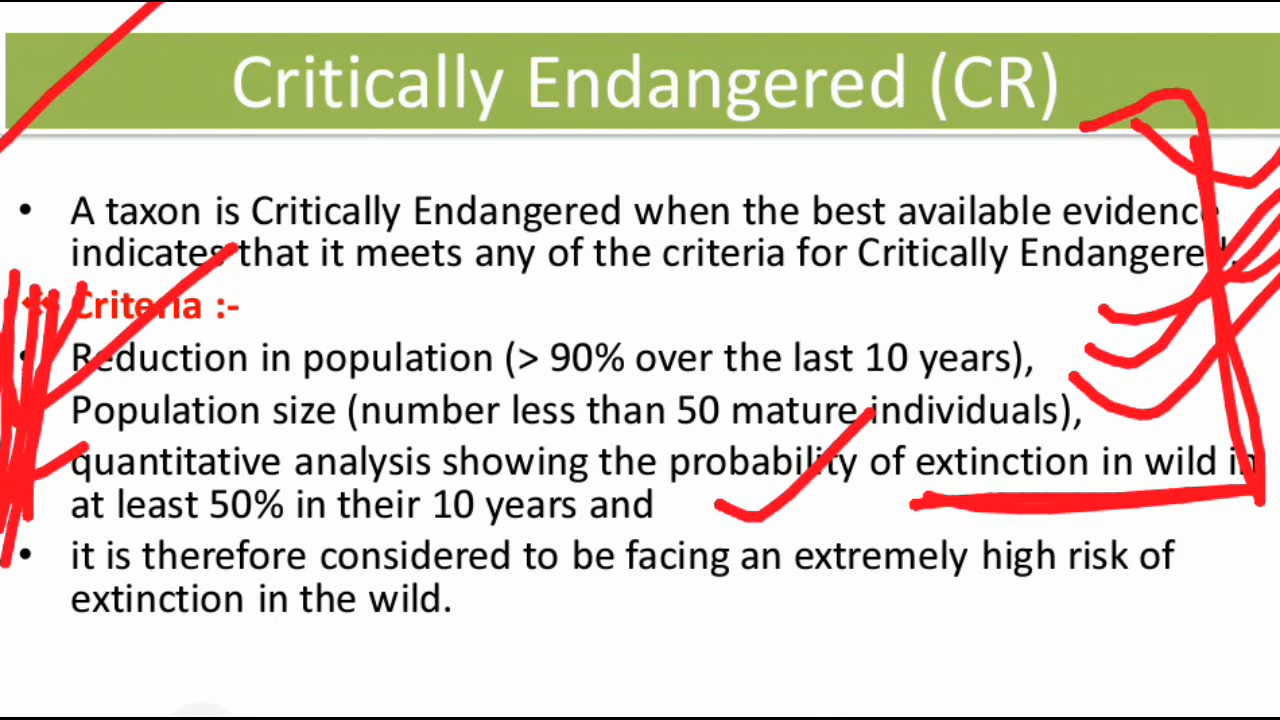 Critically Endangered (CR)
• A taxon is Critically Endangered when the best available evidence
indicates that it meets any of the criteria for Critically Endangered.
❖ Criteria :-
• Reduction in population (> 90% over the last 10 years),
Population size (number less than 50 mature individuals),
quantitative analysis showing the probability of extinction in wild in
at least 50% in their 10 years and
• it is therefore considered to be facing an extremely high risk of
extinction in the wild.